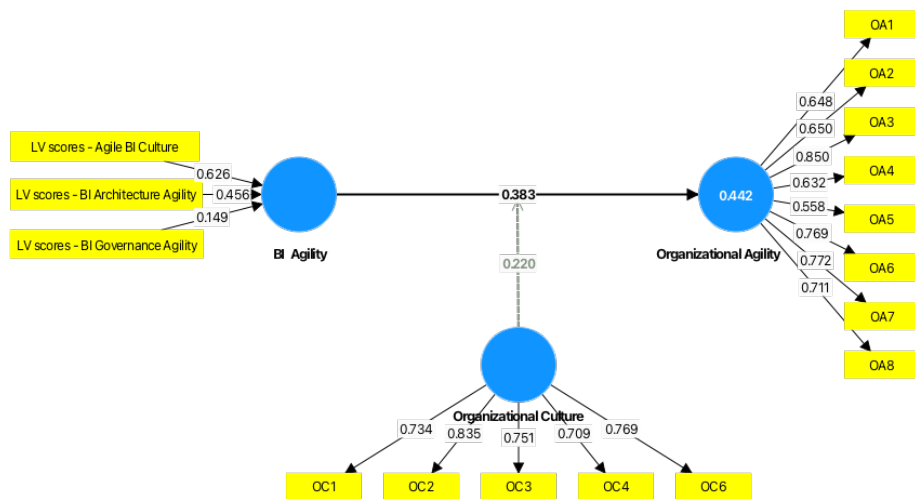 OA1
OA2
0.648
OA3
0.650
LV scores - Agile BI Culture
0.850
0.626
OA4
0.632
LV scores - BI Architecture Agility
0.456
0.383
0.442
0.558
OA5
0.149
0.769
LV scores - BI Governance Agility
BI Agility
Organizational Agility
0.772
OA6
0.220
0.711
OA7
OA8
Organizational Culture
0.734
0.835
0.751
0.709
0.769
OC1
OC2
OC3
OC4
OC6